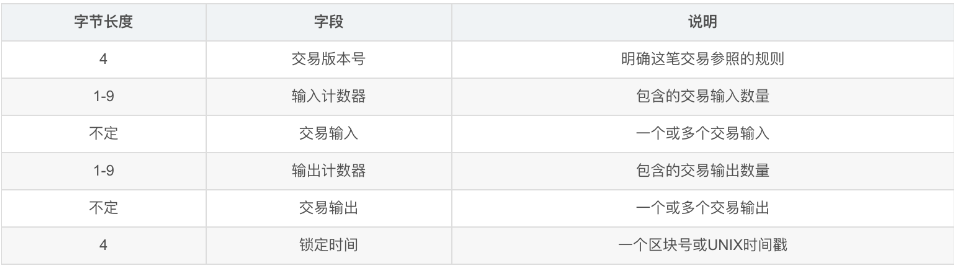 字节长度 字段 说明
4 交易版本号 明确这笔交易参照的规则
1-9 输入计数器 包含的交易输入数量
不定 交易输入 一个或多个交易输入
1-9 输出计数器 包含的交易输出数量
不定 交易输出 一个或多个交易输出
4 锁定时间 一个区块号或UNIX时间戳